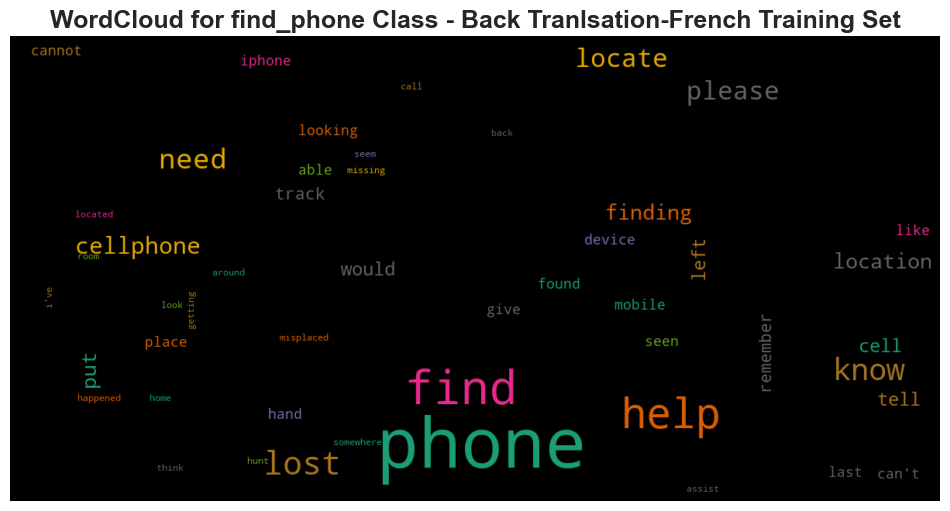 WordCloud for find_phone Class - Back Tranlsation-French Training Set
cannot
iphone
locate
call
please
looking
back
need
seem
able
missing
track
located
finding
like
cellphone
device
left
room
would
location
around
i've
look
getting
found
give
mobile
place
misplaced
seen
remember
cell
put
know
find
happened
home
tell
hand
help
phone
somewhere
think
hunt
lost
last
can't
assist